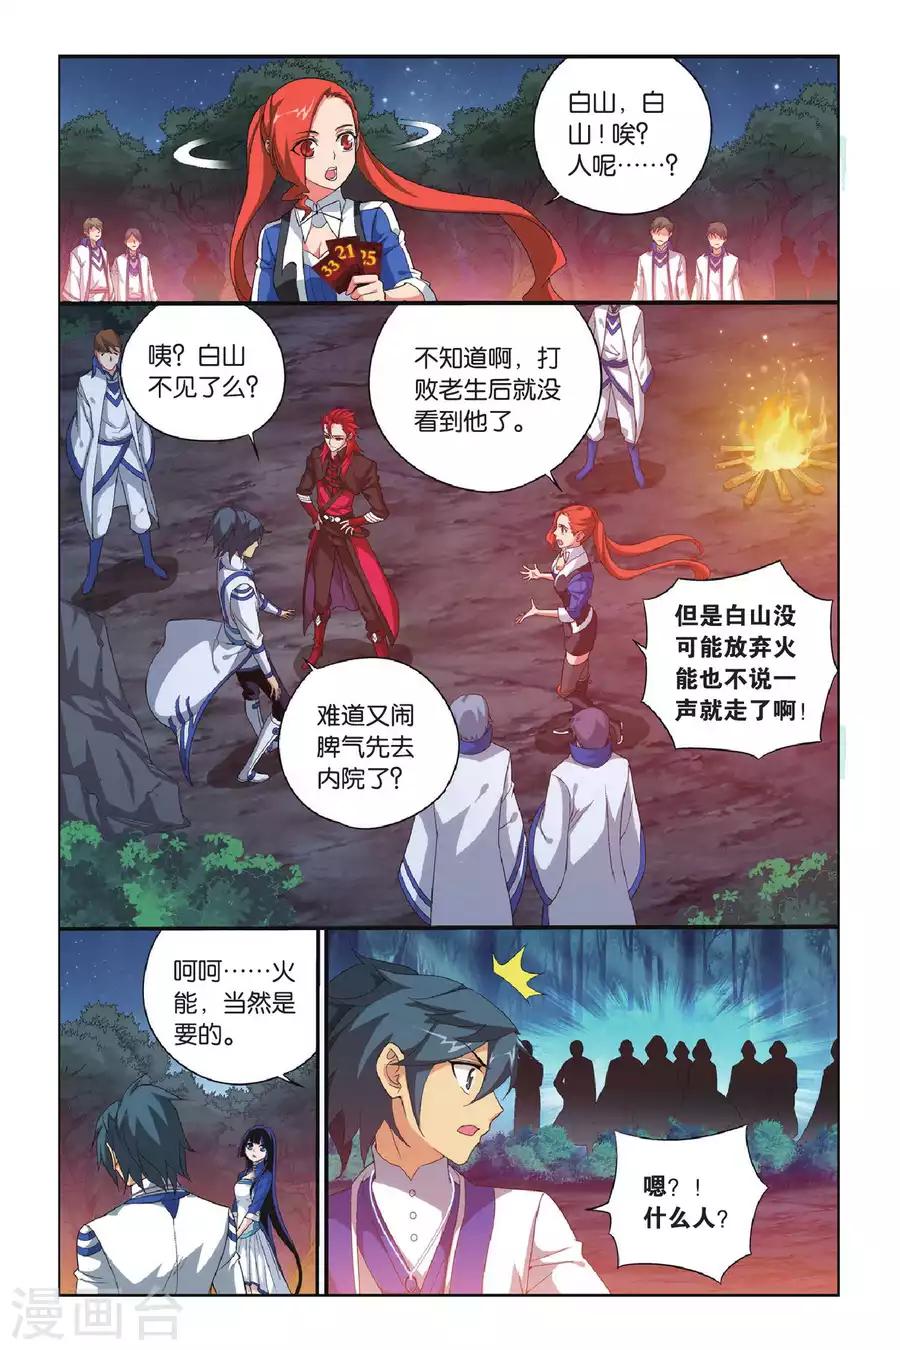 白山，白
山！唉？
人呢……？
33
21
25
咦？白山
不见了么？
不知道啊，打
败老生后就没
看到他了。
但是白山没
可能放弃火
能也不说一
声就走了啊！
难道又闹
脾气先去
内院了？
呵呵……火
能，当然是
要的。
嗯？！
什么人？
漫画台